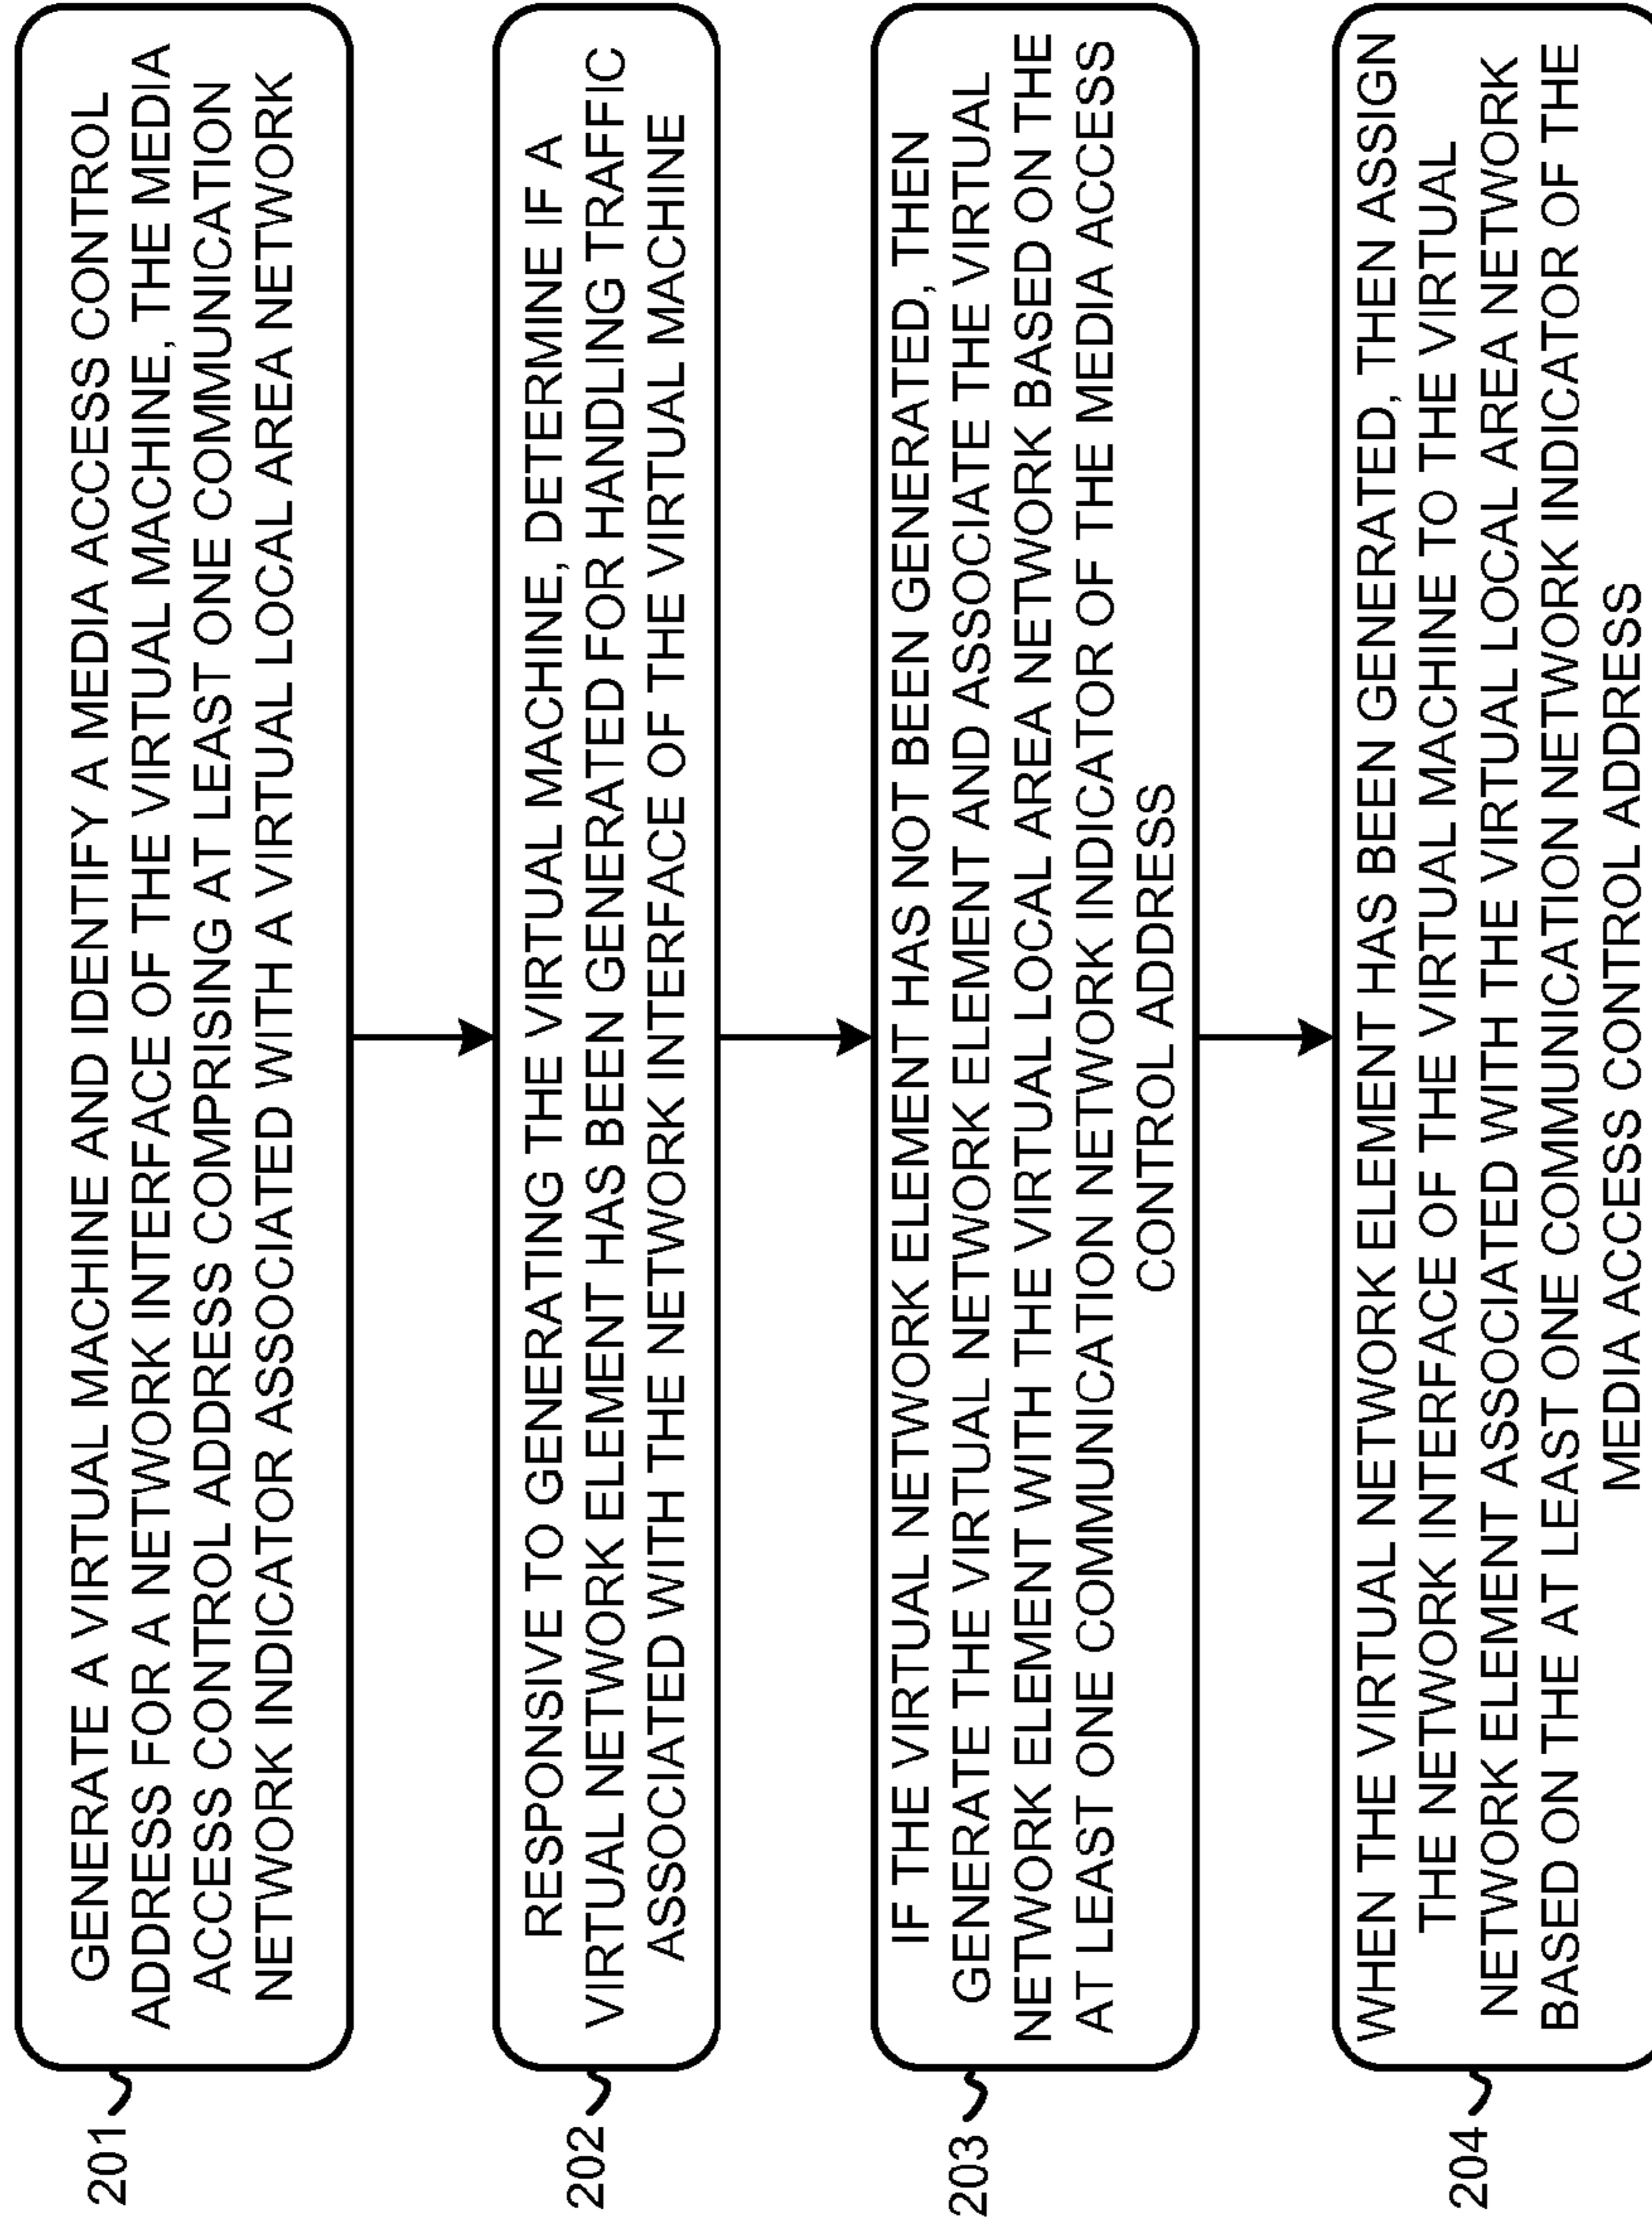 201
GENERATE A VIRTUAL MACHINE AND IDENTIFY A MEDIA ACCESS CONTROL
ADDRESS FOR A NETWORK INTERFACE OF THE VIRTUAL MACHINE, THE MEDIA
ACCESS CONTROL ADDRESS COMPRISING AT LEAST ONE COMMUNICATION
NETWORK INDICATOR ASSOCIATED WITH A VIRTUAL LOCAL AREA NETWORK
202
RESPONSIVE TO GENERATING THE VIRTUAL MACHINE, DETERMINE IF A
VIRTUAL NETWORK ELEMENT HAS BEEN GENERATED FOR HANDLING TRAFFIC
ASSOCIATED WITH THE NETWORK INTERFACE OF THE VIRTUAL MACHINE
203
IF THE VIRTUAL NETWORK ELEMENT HAS NOT BEEN GENERATED, THEN
GENERATE THE VIRTUAL NETWORK ELEMENT AND ASSOCIATE THE VIRTUAL
NETWORK ELEMENT WITH THE VIRTUAL LOCAL AREA NETWORK BASED ON THE
AT LEAST ONE COMMUNICATION NETWORK INDICATOR OF THE MEDIA ACCESS
CONTROL ADDRESS
204
WHEN THE VIRTUAL NETWORK ELEMENT HAS BEEN GENERATED, THEN ASSIGN
THE NETWORK INTERFACE OF THE VIRTUAL MACHINE TO THE VIRTUAL
NETWORK ELEMENT ASSOCIATED WITH THE VIRTUAL LOCAL AREA NETWORK
BASED ON THE AT LEAST ONE COMMUNICATION NETWORK INDICATOR OF THE
MEDIA ACCESS CONTROL ADDRESS